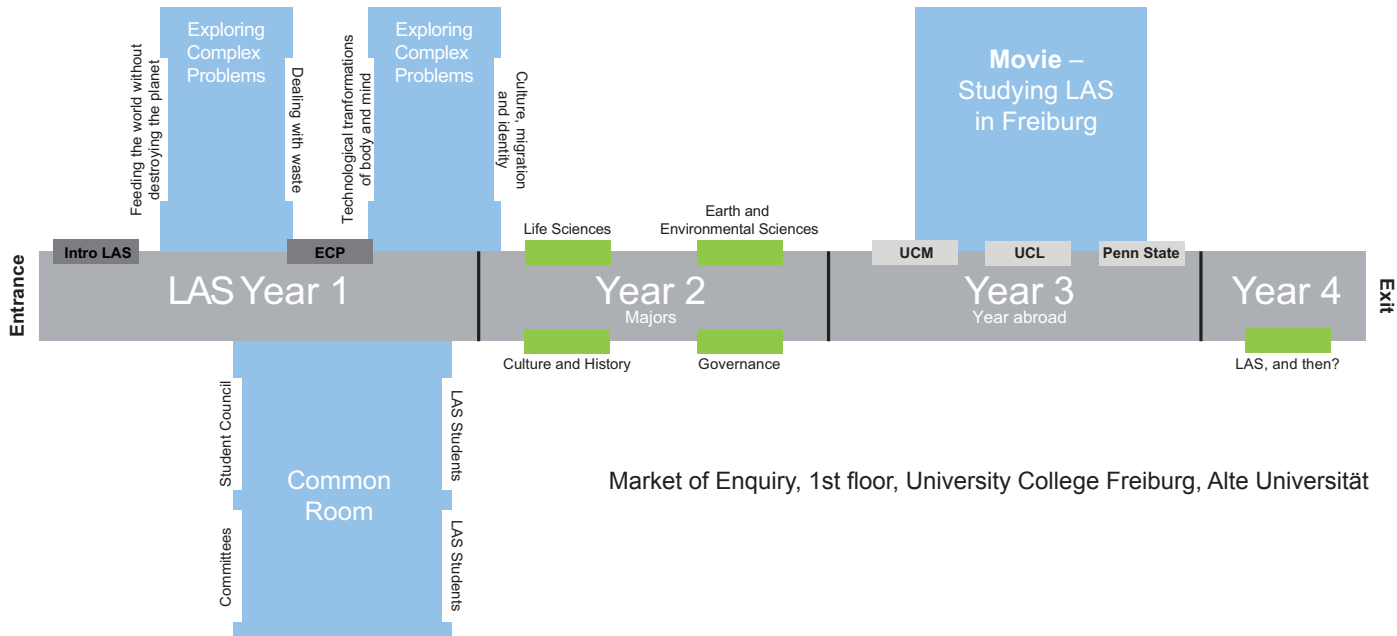 Exploring
Complex
Problems
Exploring
Complex
Problems
Movie –
Studying LAS
in Freiburg
Feeding the world without
destroying the planet
Dealing with waste
Technological tranformations
of body and mind
Culture, migration
and identity
Life Sciences
Earth and
Environmental Sciences
Intro LAS
ECP
UCM
UCL
Penn State
Entrance
LAS Year 1
Year 2
Majors
Year 3
Year abroad
Year 4
Exit
Culture and History
Governance
LAS, and then?
Student Council
LAS Students
Common
Room
Committees
LAS Students
Market of Enquiry, 1st floor, University College Freiburg, Alte Universität